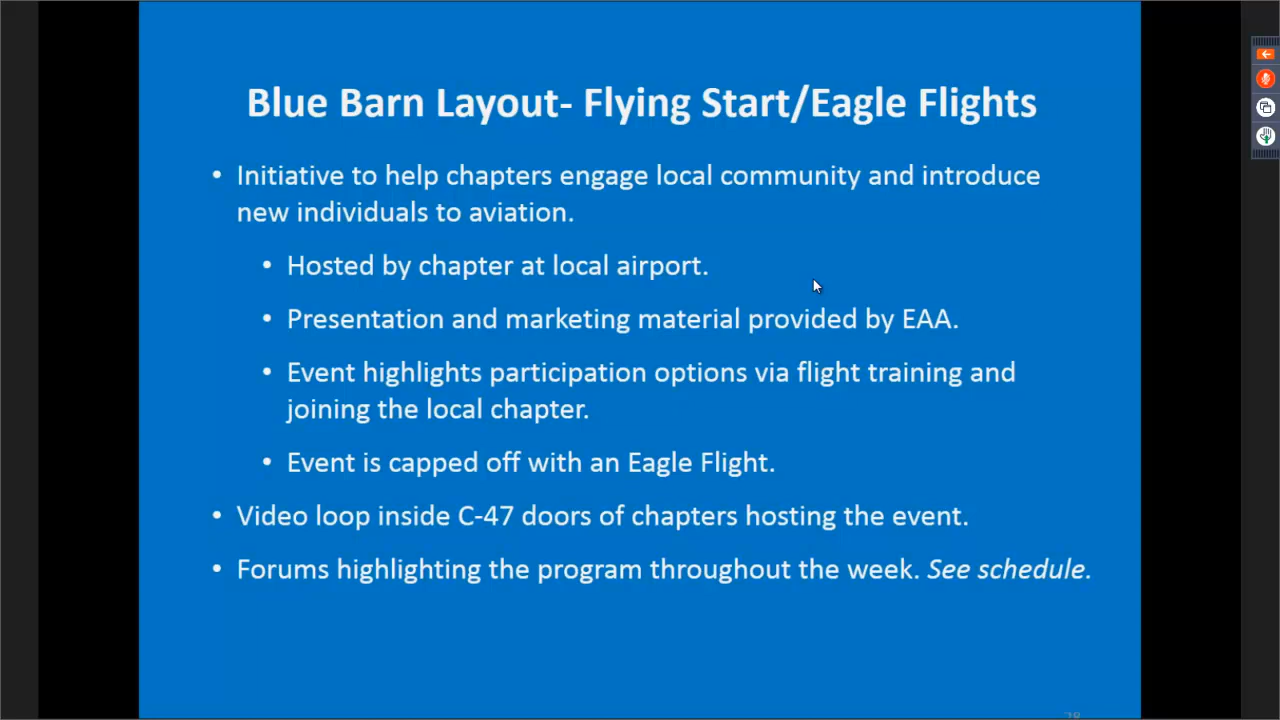 Blue Barn Layout- Flying Start/Eagle Flights
• Initiative to help chapters engage local community and introduce
new individuals to aviation.
• Hosted by chapter at local airport.
• Presentation and marketing material provided by EAA.
• Event highlights participation options via flight training and
joining the local chapter.
• Event is capped off with an Eagle Flight.
• Video loop inside C-47 doors of chapters hosting the event.
• Forums highlighting the program throughout the week. See schedule.